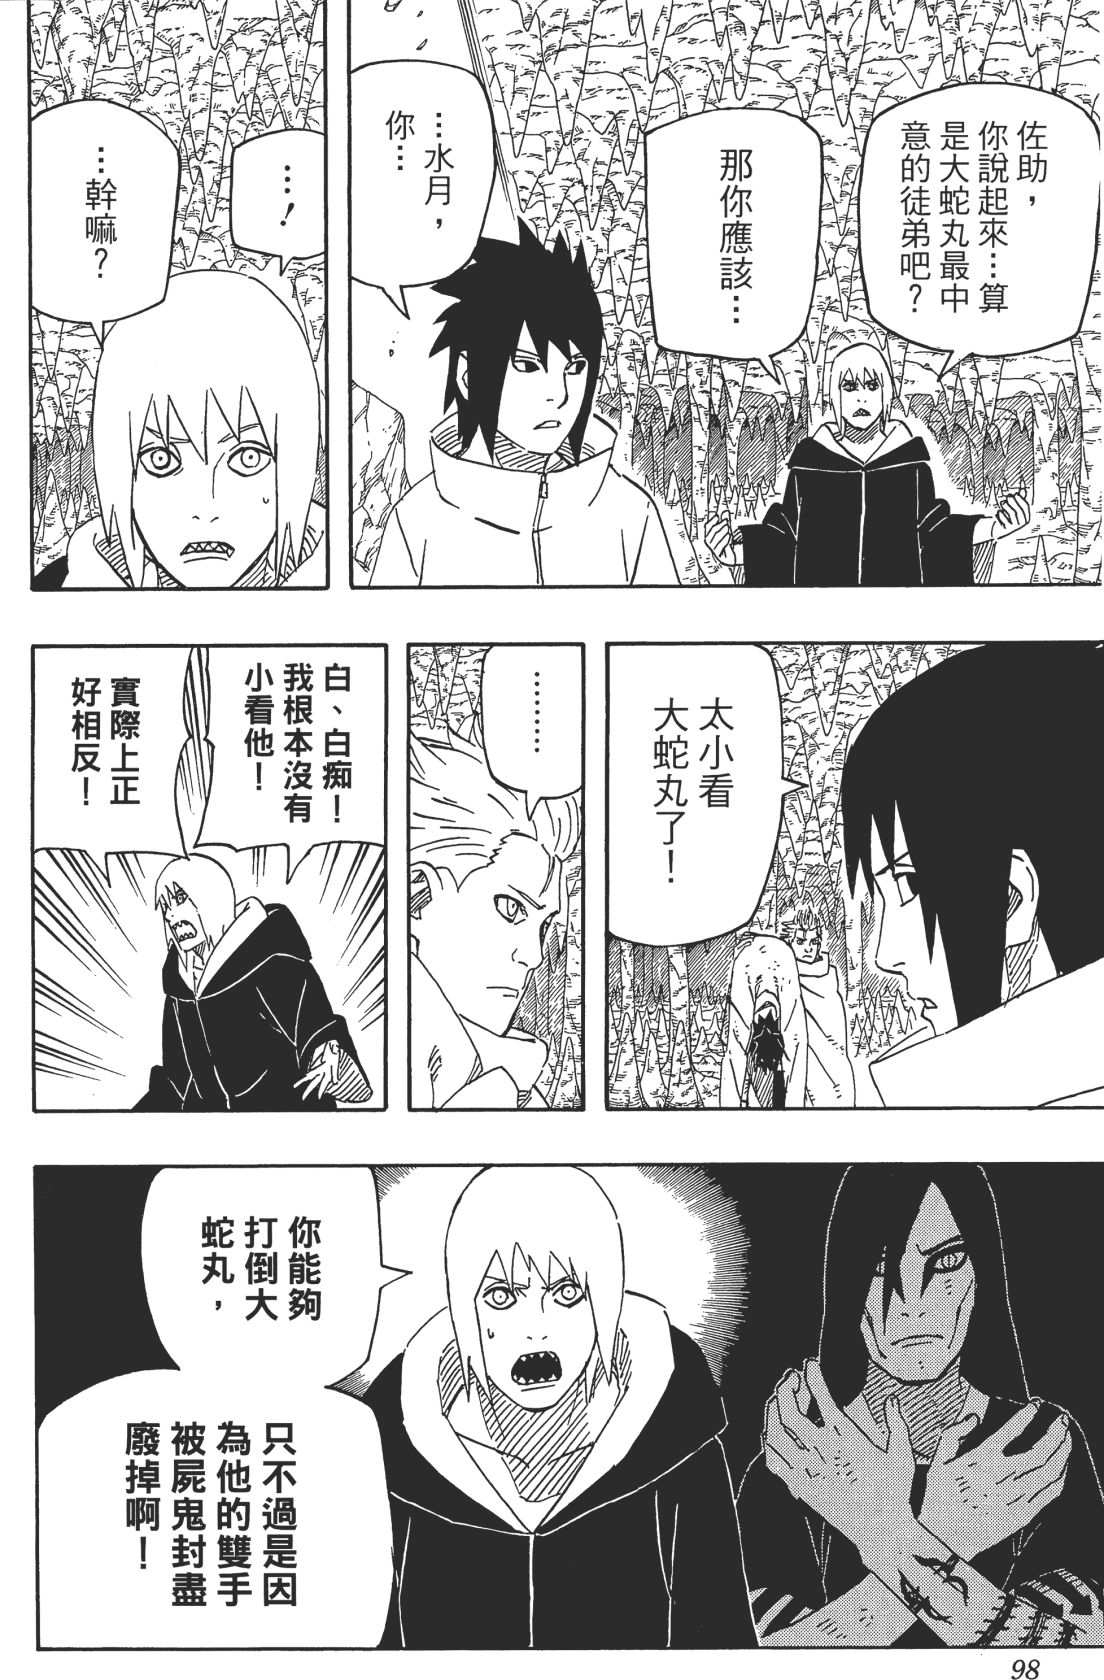 佐助，
你說起來…算
是大蛇丸最中
意的徒弟吧？
那你應該…
…水月，
你…
…！
…幹嘛？
太小看
大蛇丸了！
………
白、白痴！
我根本沒有
小看他！
實際上正
好相反！
你能夠
打倒大
蛇丸，
只不過是因
為他的雙手
被屍鬼封盡
廢掉啊！
98